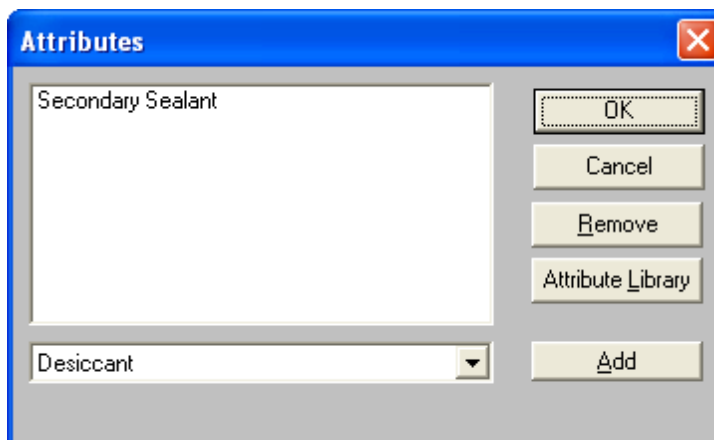 Attributes
Secondary Sealant
OK
Cancel
Remove
Attribute Library
Desiccant
Add